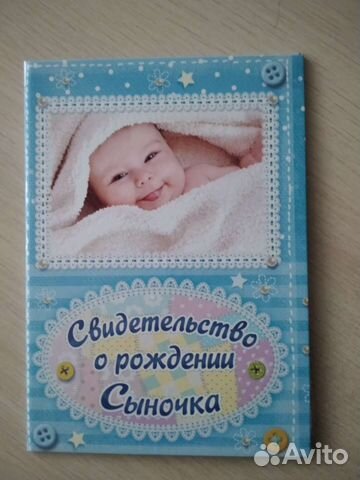 Свидетельство
о рождении
Сыночка
Avito